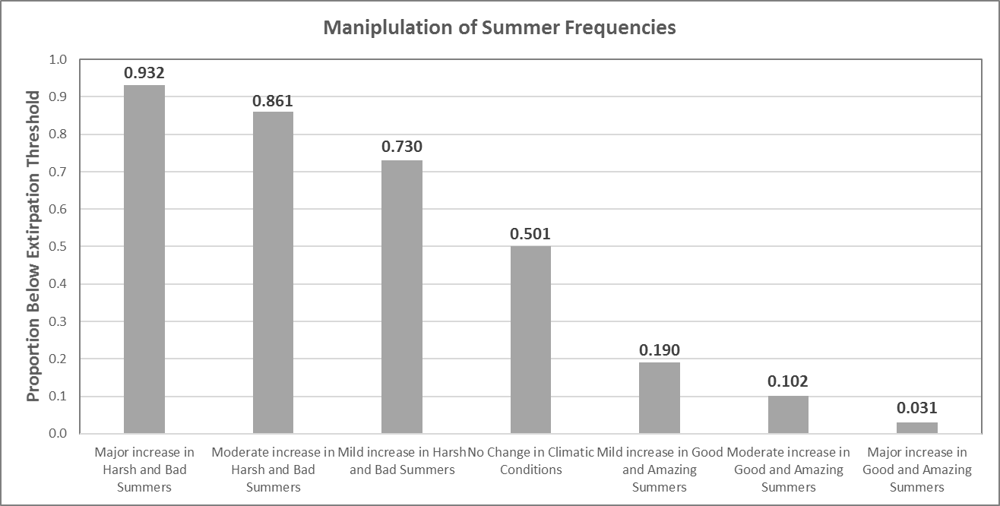 Maniplulation of Summer Frequencies
Proportion Below Extirpation Threshold
1.0
0.9
0.8
0.7
0.6
0.5
0.4
0.3
0.2
0.1
0.0
0.932
0.861
0.730
0.501
0.190
0.102
0.031
Major increase in
Harsh and Bad
Summers
Moderate increase in
Harsh and Bad
Summers
Mild increase in Harsh
and Bad Summers
No Change in Climatic
Conditions
Mild increase in Good
and Amazing
Summers
Moderate increase in
Good and Amazing
Summers
Major increase in
Good and Amazing
Summers